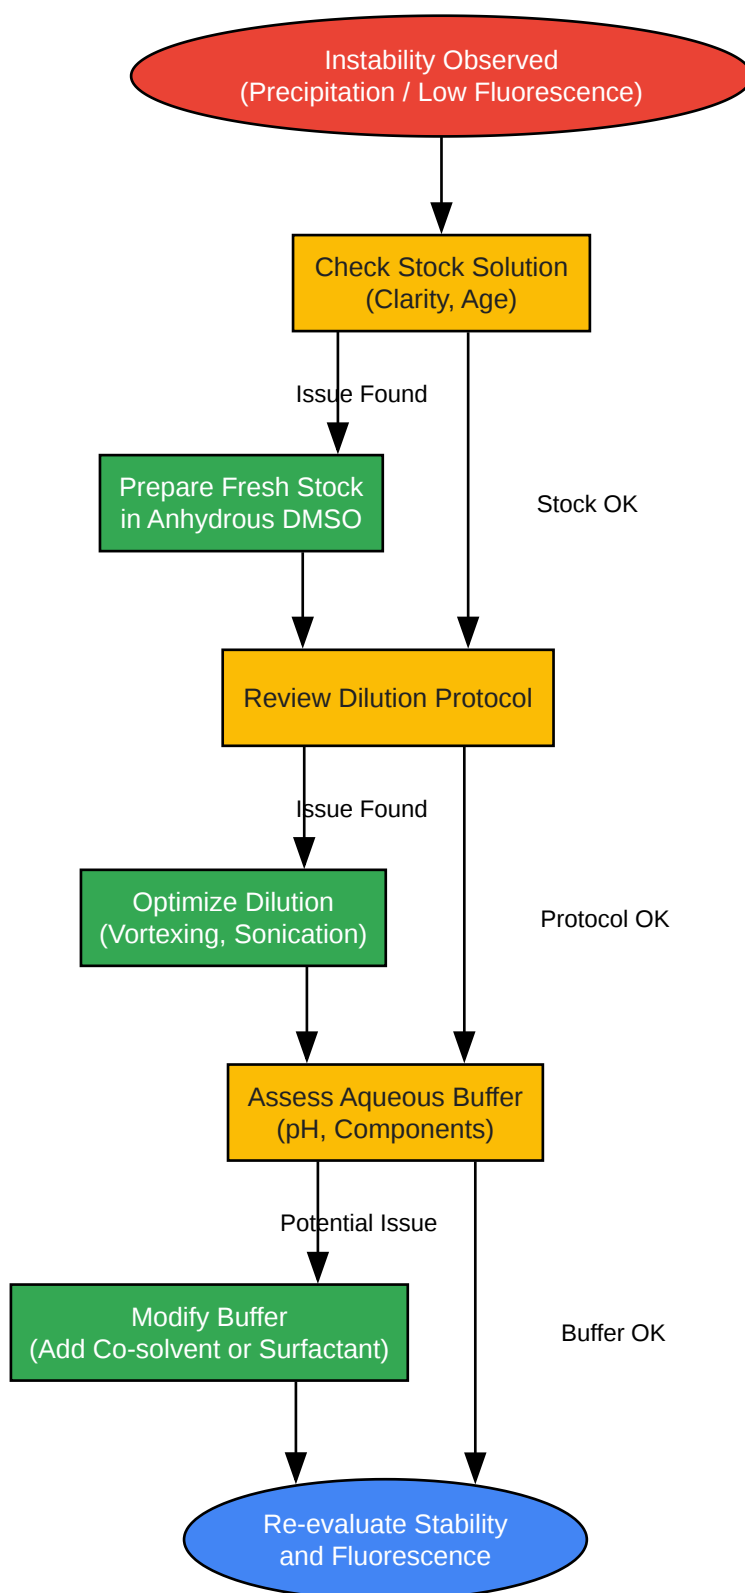 Instability Observed
(Precipitation / Low Fluorescence)
Check Stock Solution
(Clarity, Age)
Issue Found
Prepare Fresh Stock
in Anhydrous DMSO
Stock OK
Review Dilution Protocol
Issue Found
Optimize Dilution
(Vortexing, Sonication)
Protocol OK
Assess Aqueous Buffer
(pH, Components)
Potential Issue
Modify Buffer
(Add Co-solvent or Surfactant)
Buffer OK
Re-evaluate Stability
and Fluorescence